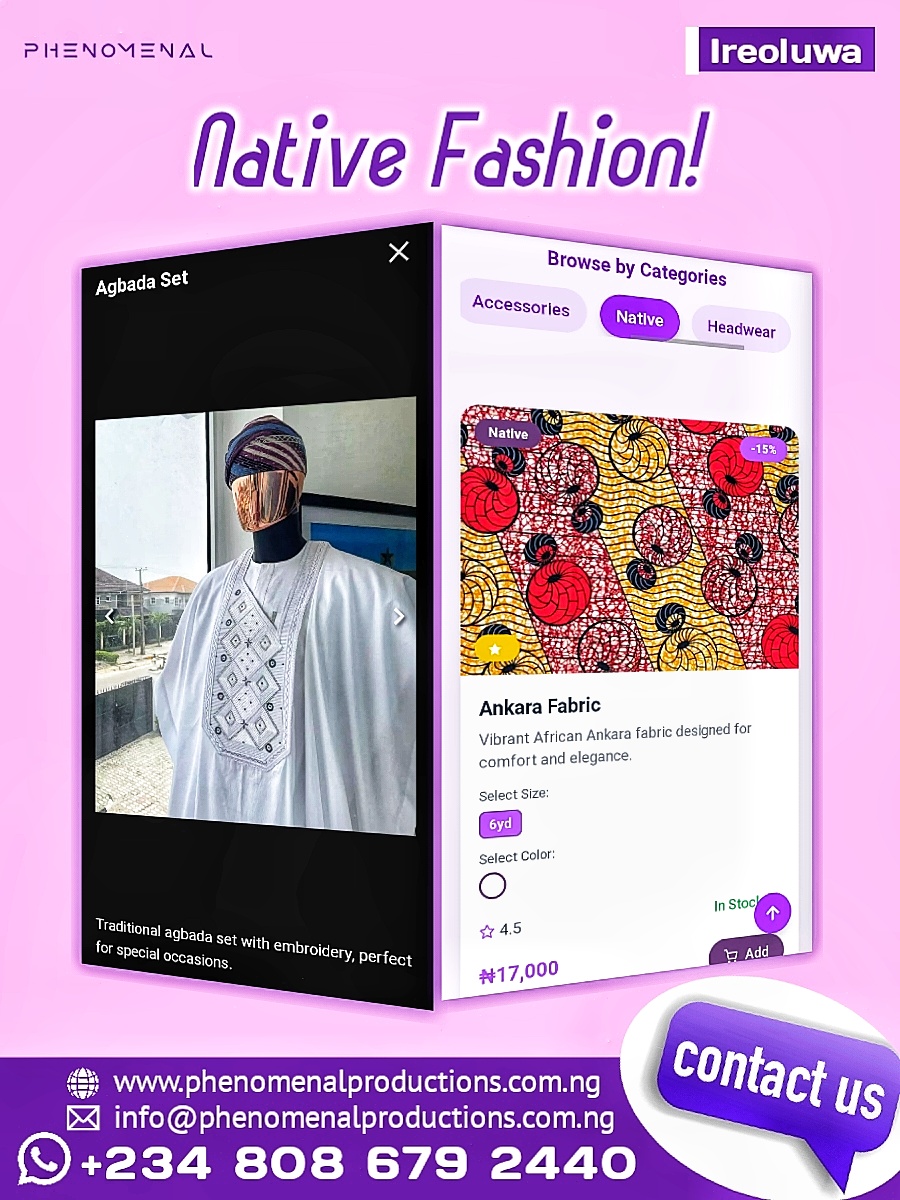 PHENOMENAL
Ireoluwa
Native Fashion!
Agbada Set
Traditional agbada set with embroidery, perfect
for special occasions.
Browse by Categories
Accessories
Native
Headwear
Native
-15%
Ankara Fabric
Vibrant African Ankara fabric designed for
comfort and elegance.
Select Size:
6yd
Select Color:
In Stock
4.5
Add
₦17,000
contact us
www.phenomenalproductions.com.ng
info@phenomenalproductions.com.ng
+234 808 679 2440